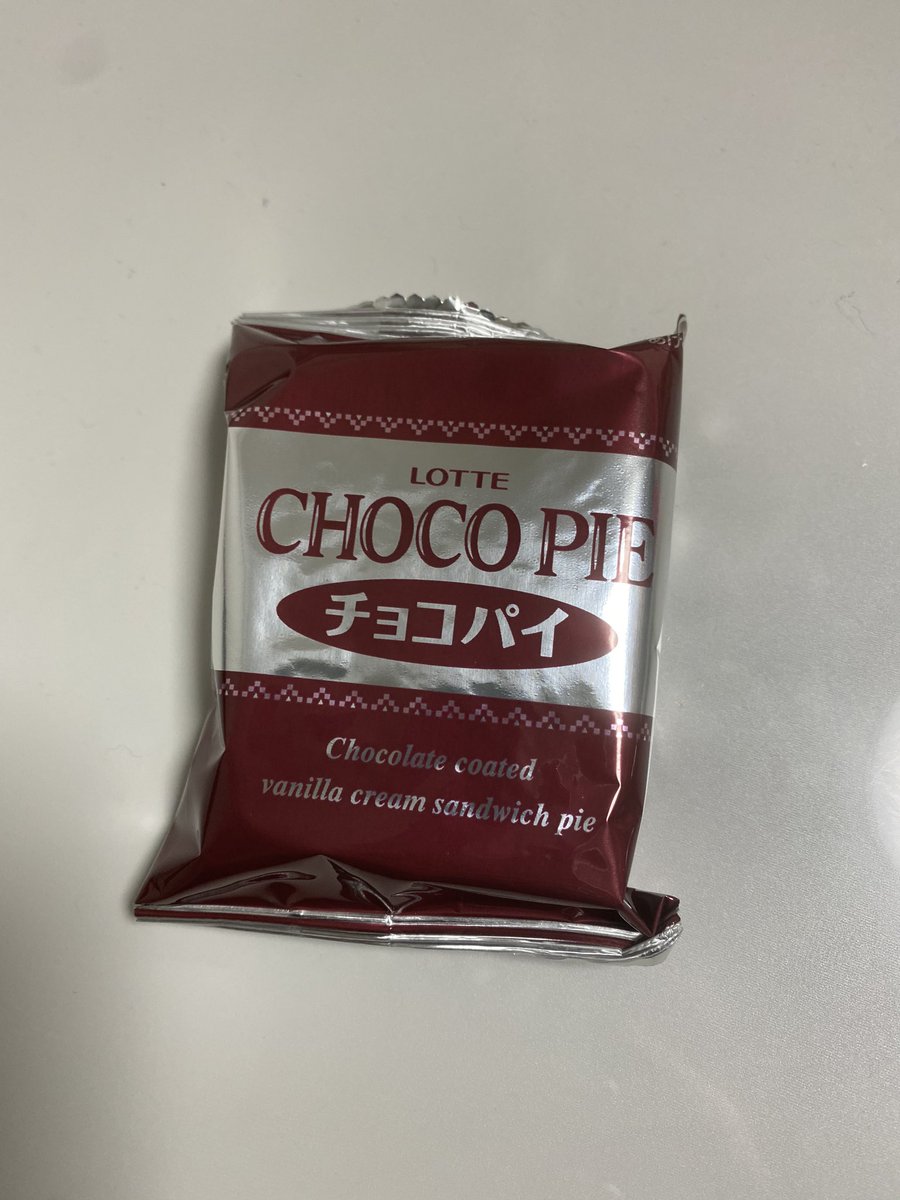 LOTTE
CHOCO PIE
チョコパイ
Chocolate coated
vanilla cream sandwich pie